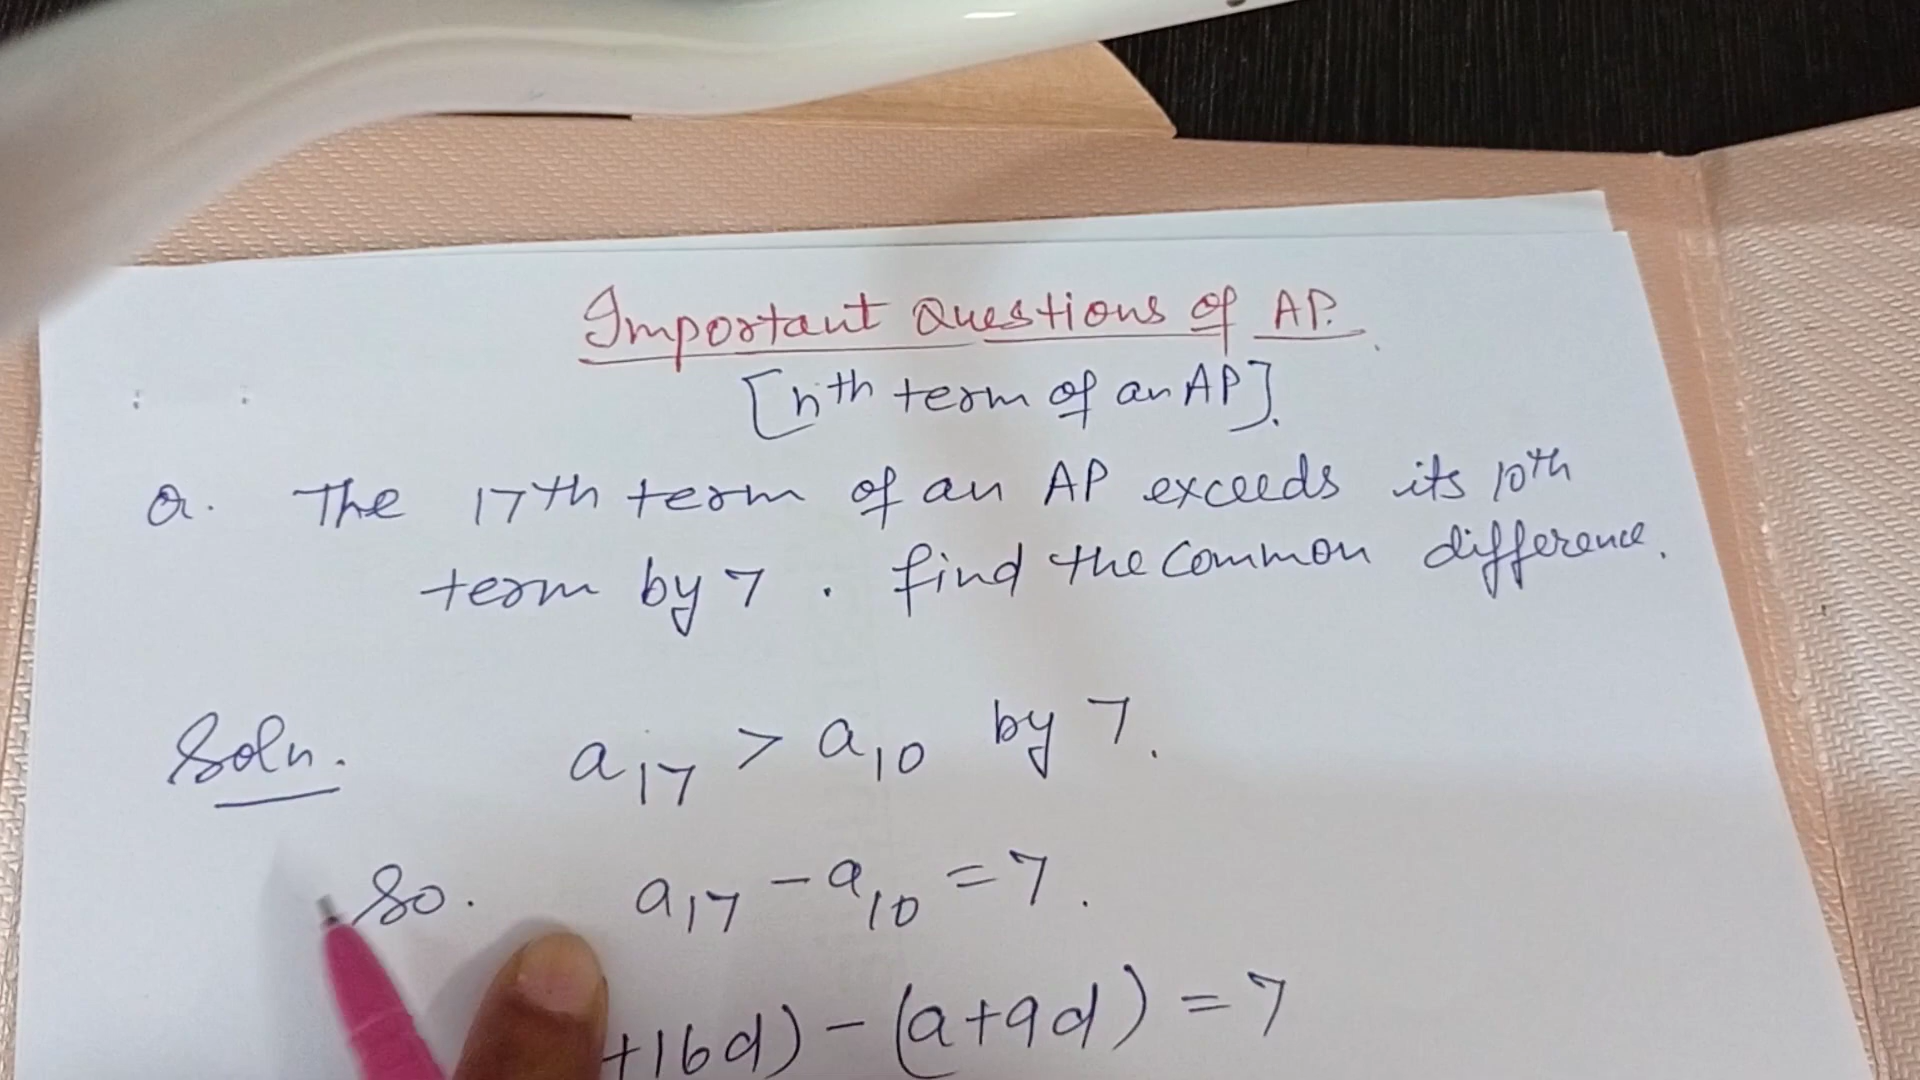 Important Questions of AP.
[nth term of an AP].
Q. The 17th term of an AP exceeds its 10th
term by 7. find the common difference.
Soln. a17 > a10 by 7.
So. a17 - a10 = 7.
+16d) - (a+9d) = 7